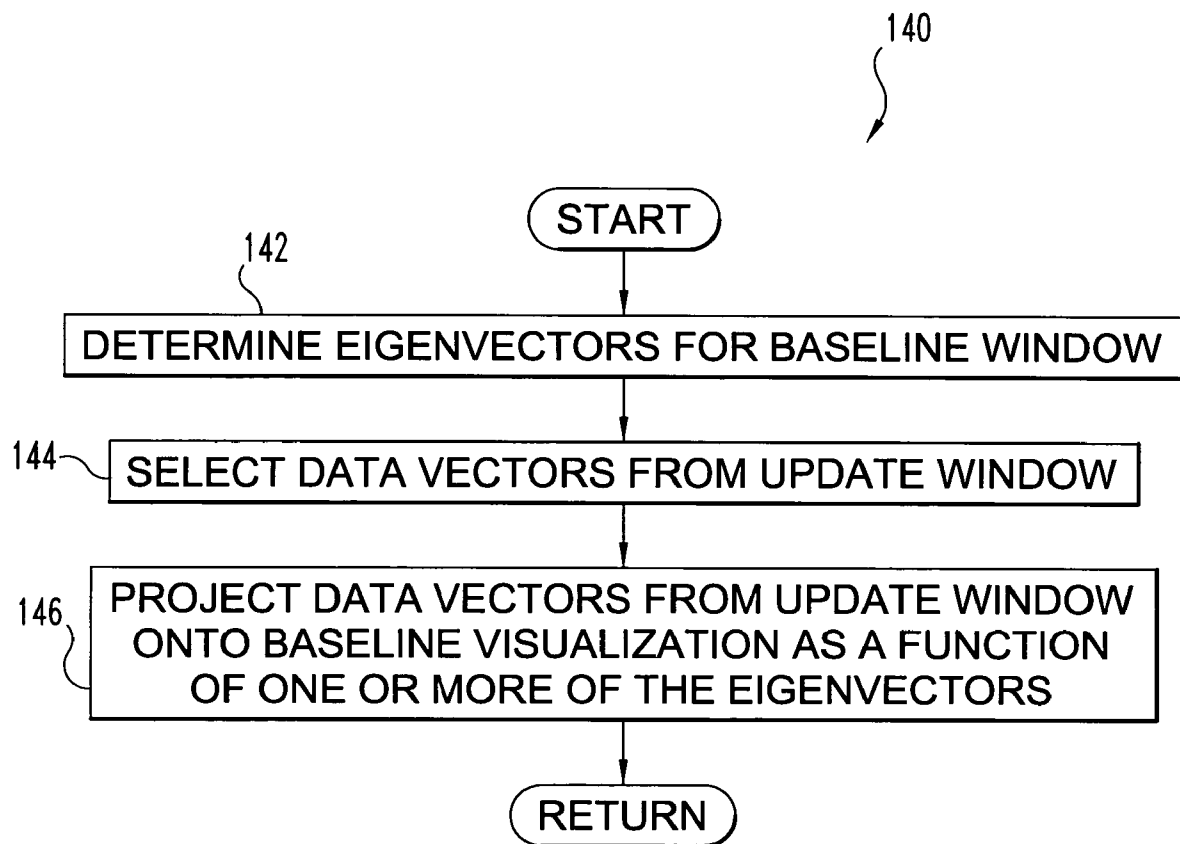 140
START
142
DETERMINE EIGENVECTORS FOR BASELINE WINDOW
144
SELECT DATA VECTORS FROM UPDATE WINDOW
146
PROJECT DATA VECTORS FROM UPDATE WINDOW
ONTO BASELINE VISUALIZATION AS A FUNCTION
OF ONE OR MORE OF THE EIGENVECTORS
RETURN